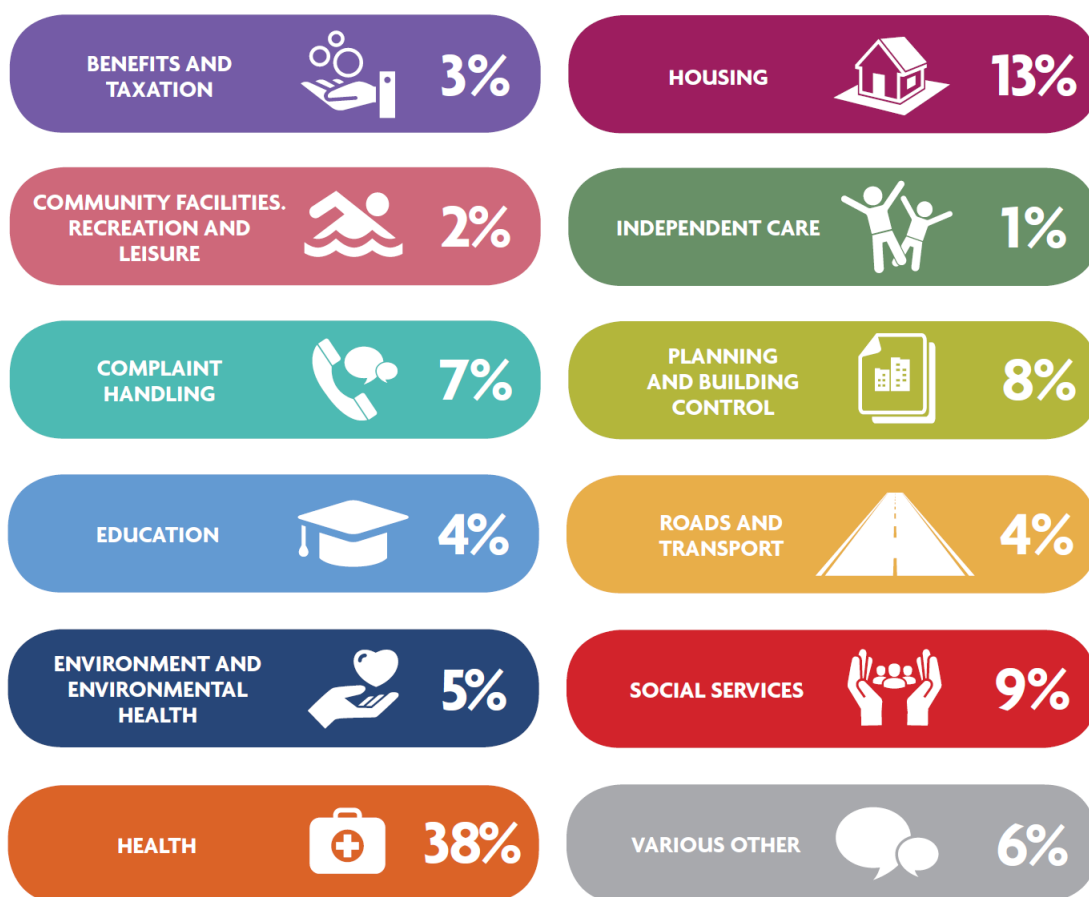 BENEFITS AND
TAXATION
3%
HOUSING
13%
COMMUNITY FACILITIES.
RECREATION AND
LEISURE
2%
INDEPENDENT CARE
1%
COMPLAINT
HANDLING
7%
PLANNING
AND BUILDING
CONTROL
8%
EDUCATION
4%
ROADS AND
TRANSPORT
4%
ENVIRONMENT AND
ENVIRONMENTAL
HEALTH
5%
SOCIAL SERVICES
9%
HEALTH
38%
VARIOUS OTHER
6%